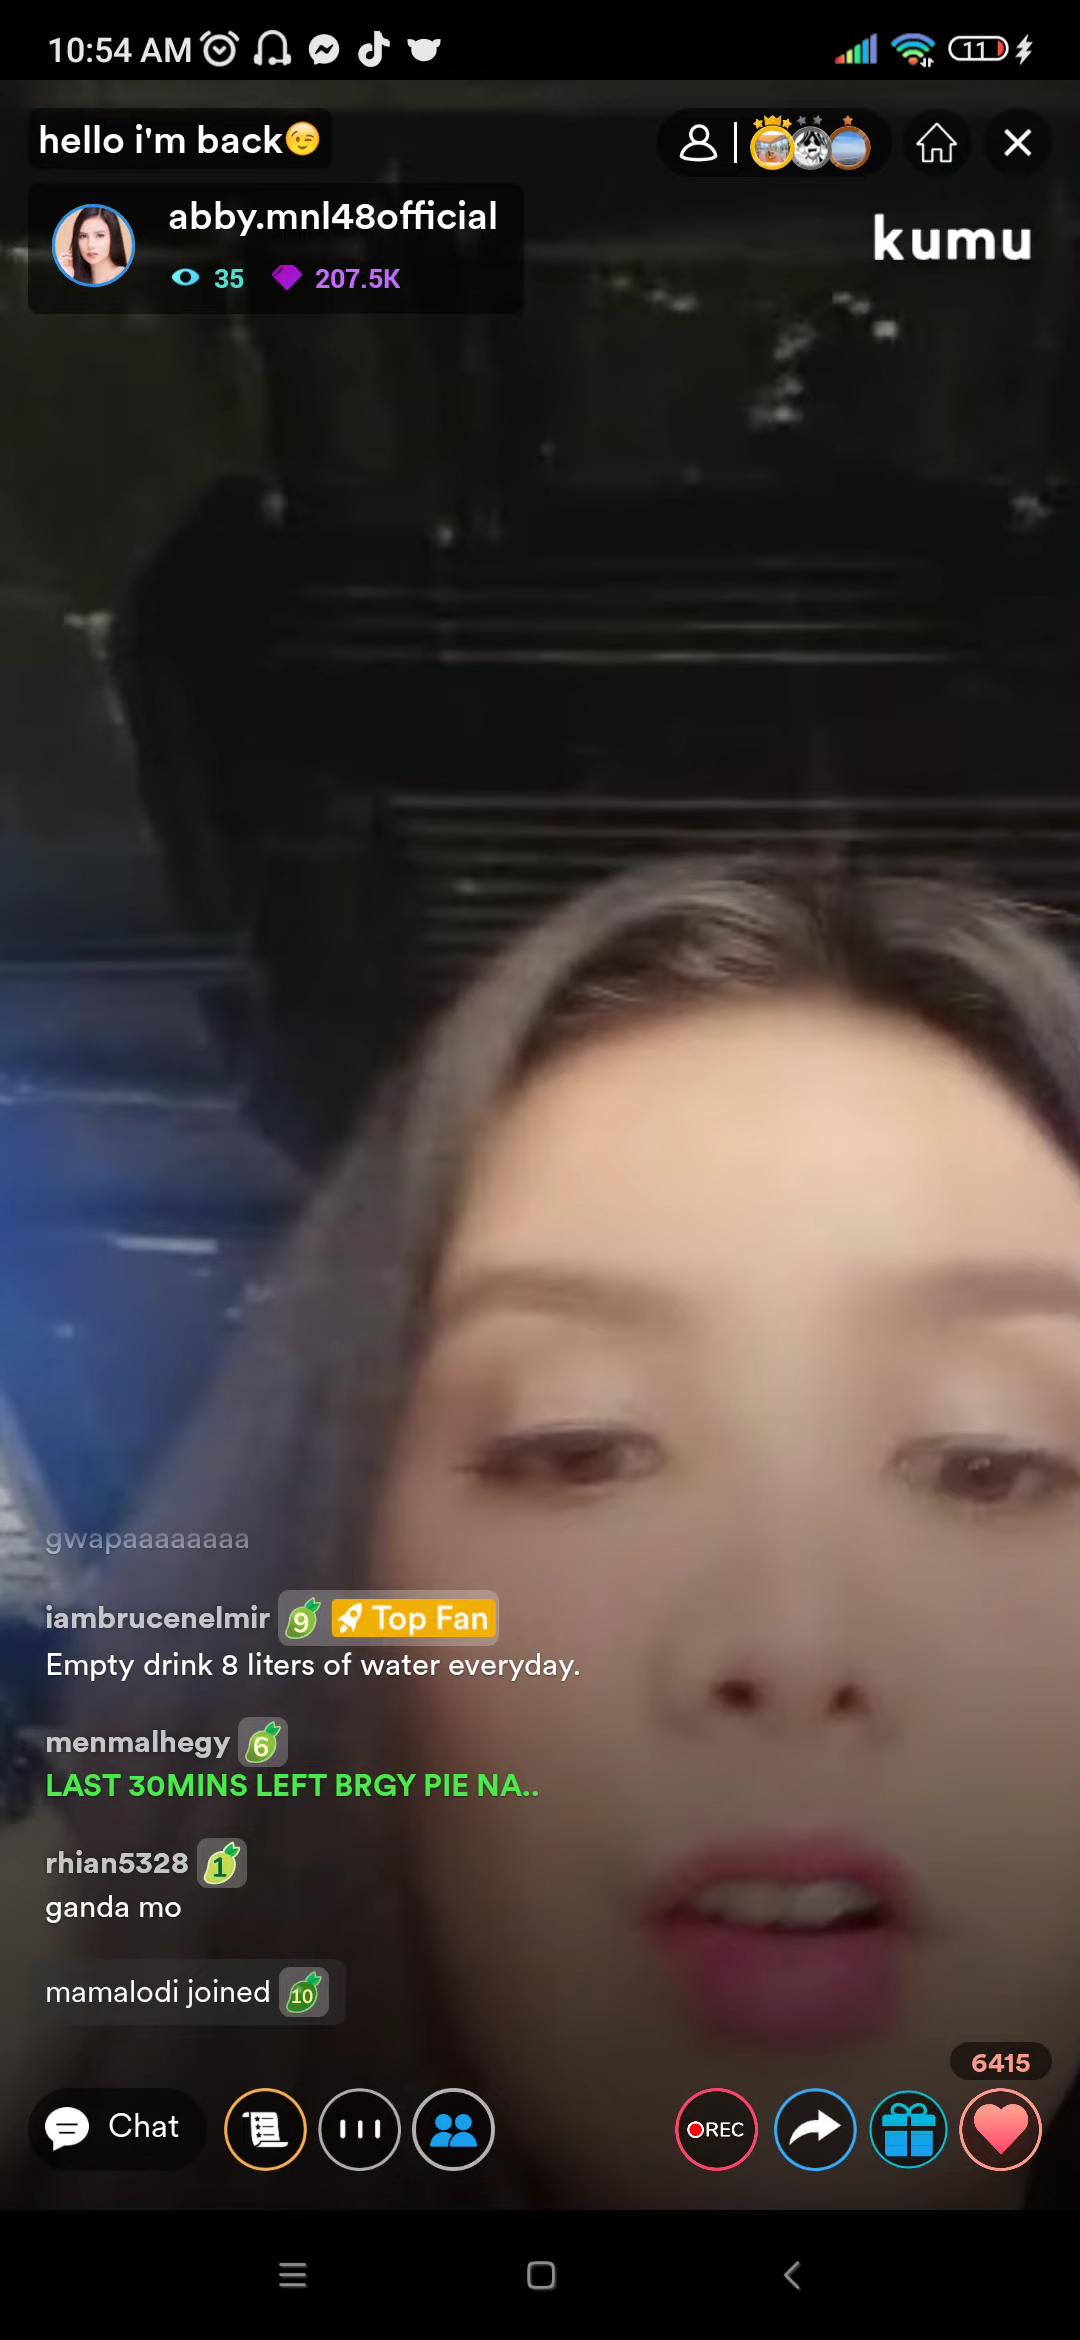 10:54 AM
11
hello i'm back😉
abby.mnl48official
35 207.5K
kumu
gwapaaaaaaaa
iambrucenelmir 9 Top Fan
Empty drink 8 liters of water everyday.
menmalhegy 6
LAST 30MINS LEFT BRGY PIE NA..
rhian5328 1
ganda mo
mamalodi joined 10
6415
Chat
REC